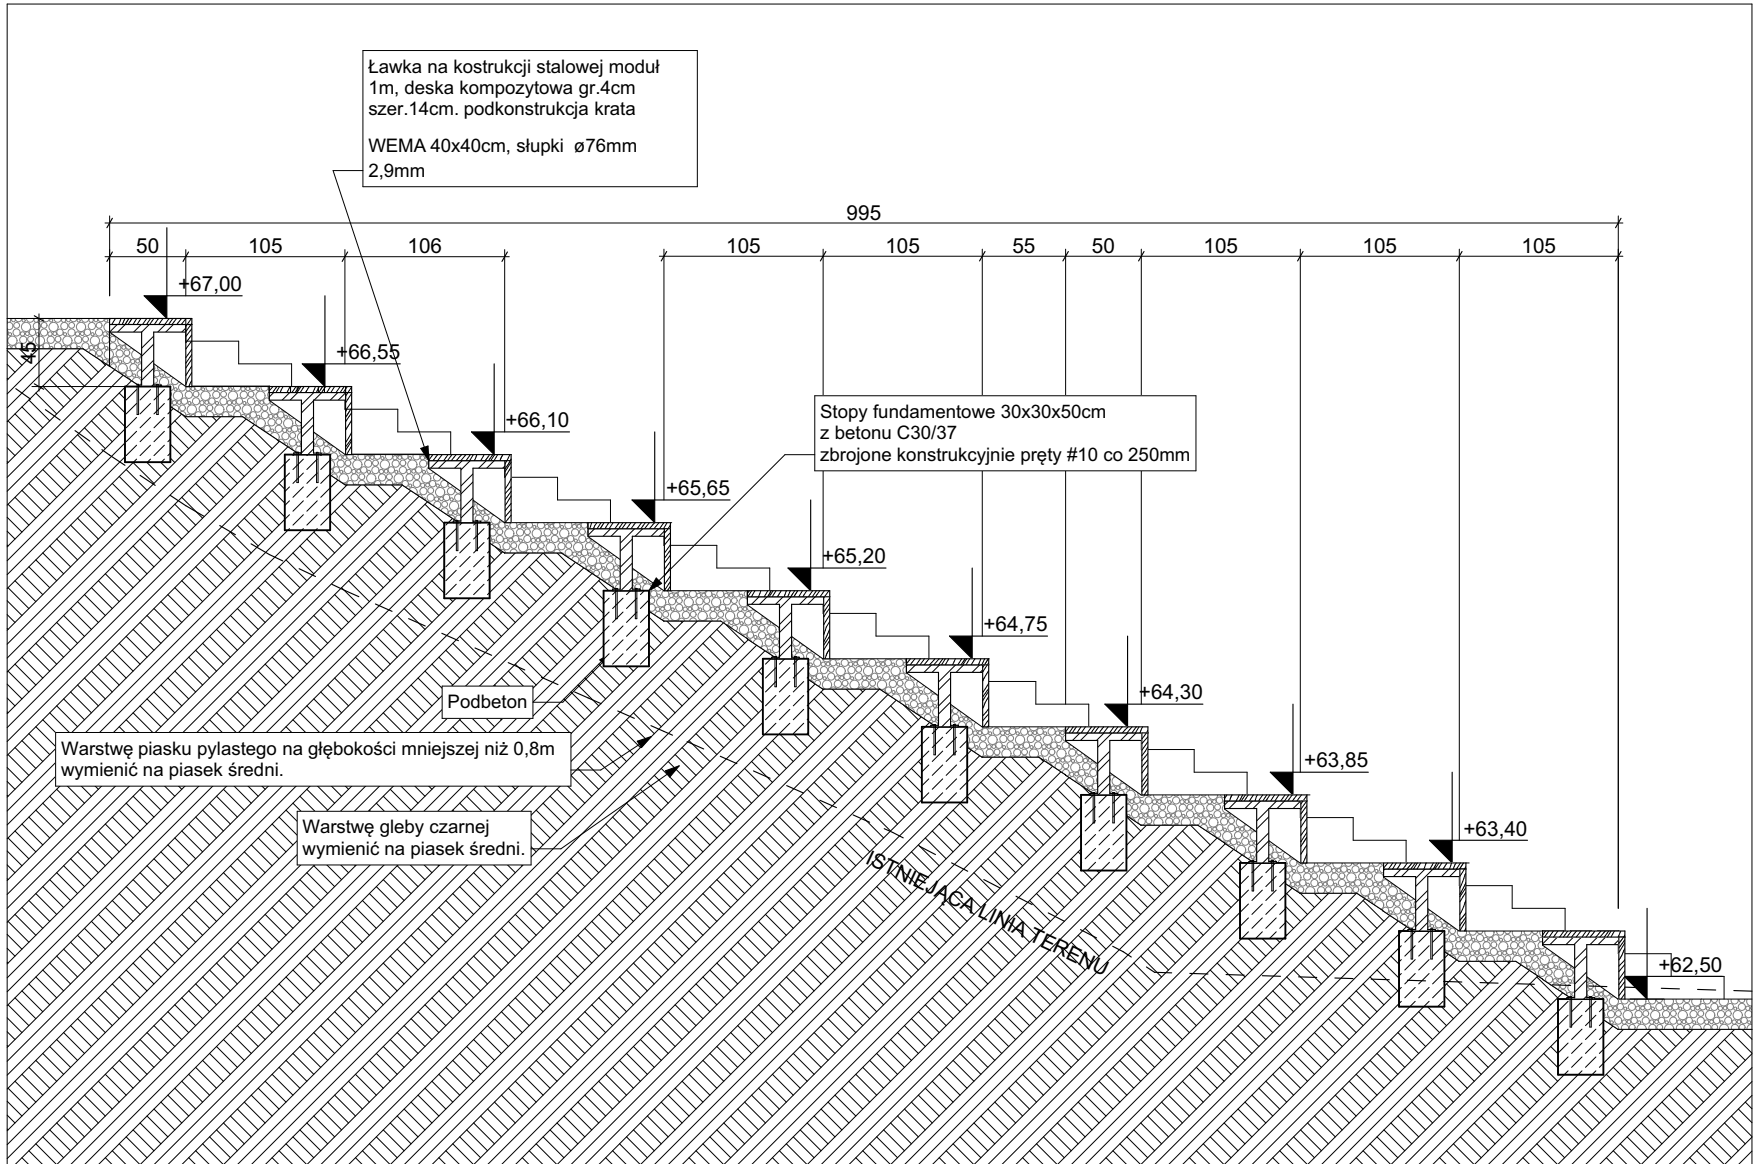 Ławka na kostrukcji stalowej moduł
1m, deska kompozytowa gr.4cm
szer.14cm. podkonstrukcja krata
WEMA 40x40cm, słupki ø76mm
2,9mm
995
50 105 106 105 105 55 50 105 105 105
+67,00
45
+66,55
+66,10
Stopy fundamentowe 30x30x50cm
z betonu C30/37
zbrojone konstrukcyjnie pręty #10 co 250mm
+65,65
+65,20
+64,75
Podbeton
+64,30
Warstwę piasku pylastego na głębokości mniejszej niż 0,8m
wymienić na piasek średni.
+63,85
Warstwę gleby czarnej
wymienić na piasek średni.
+63,40
ISTNIEJĄCA LINIA TERENU
+62,50